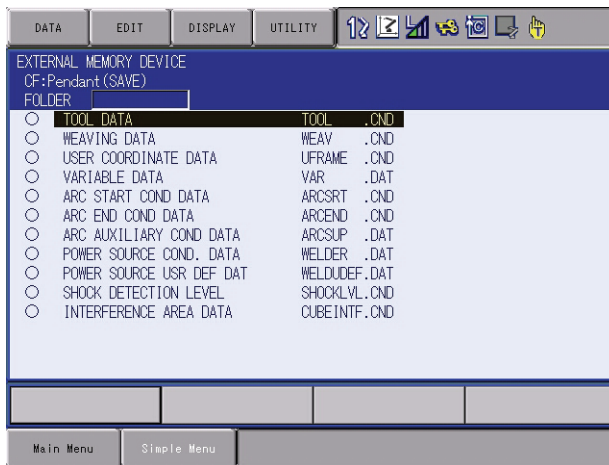 DATA EDIT DISPLAY UTILITY
EXTERNAL MEMORY DEVICE
CF:Pendant(SAVE)
FOLDER
TOOL DATA TOOL .CND
WEAVING DATA WEAV .CND
USER COORDINATE DATA UFRAME .CND
VARIABLE DATA VAR .DAT
ARC START COND DATA ARCSRT .CND
ARC END COND DATA ARCEND .CND
ARC AUXILIARY COND DATA ARCSUP .DAT
POWER SOURCE COND. DATA WELDER .DAT
POWER SOURCE USR DEF DAT WELDUDEF.DAT
SHOCK DETECTION LEVEL SHOCKLVL.CND
INTERFERENCE AREA DATA CUBEINTF.CND
Main Menu Simple Menu